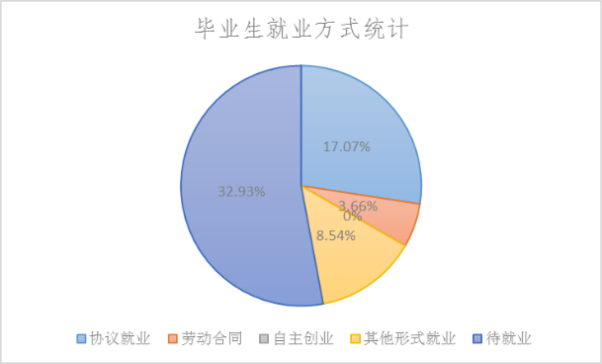 毕业生就业方式统计
17.07%
32.93%
3.66%
0%
8.54%
协议就业 劳动合同 自主创业 其他形式就业 待就业